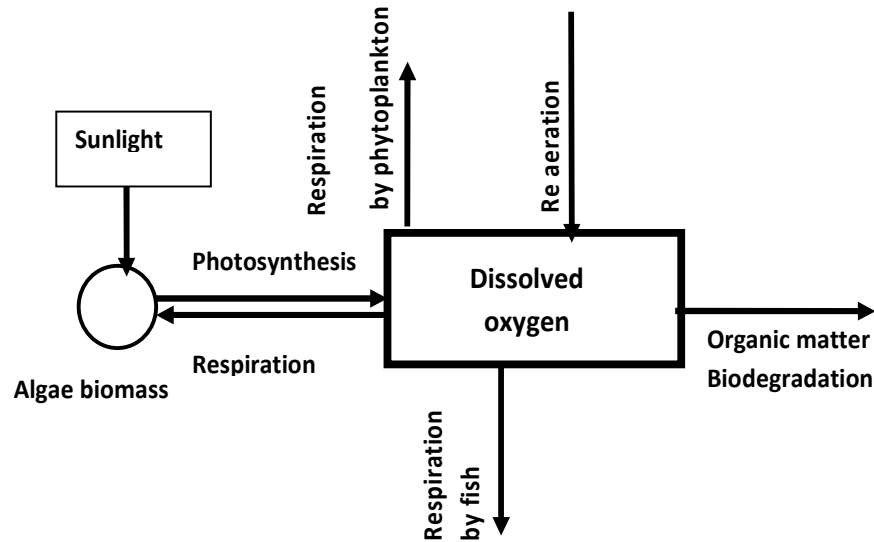 Respiration
by phytoplankton
Re aeration
Sunlight
Photosynthesis
Dissolved
oxygen
Respiration
Algae biomass
Organic matter
Biodegradation
Respiration
by fish